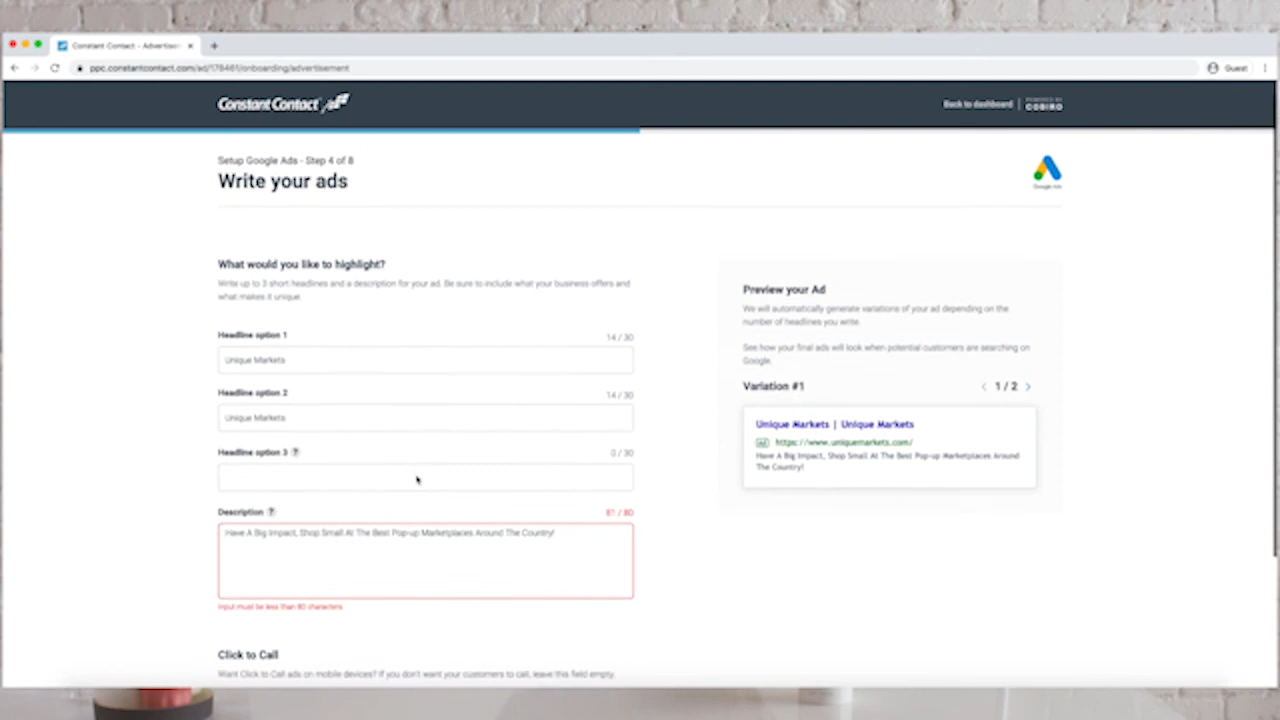 Constant Contact - Advertiser
ppc.constantcontact.com/ad/178461/onboarding/advertisement
Guest
Constant Contact
Back to dashboard
POWERED BY
COBIRO
Setup Google Ads - Step 4 of 8
Write your ads
Google Ads
What would you like to highlight?
Write up to 3 short headlines and a description for your ad. Be sure to include what your business offers and
what makes it unique.
Headline option 1
14 / 30
Unique Markets
Headline option 2
14 / 30
Unique Markets
Headline option 3 ?
0 / 30
Description ?
81 / 80
Have A Big Impact, Shop Small At The Best Pop-up Marketplaces Around The Country!
Input must be less than 80 characters
Click to Call
Want Click to Call ads on mobile devices? If you don't want your customers to call, leave this field empty.
Preview your Ad
We will automatically generate variations of your ad depending on the
number of headlines you write.
See how your final ads will look when potential customers are searching on
Google.
Variation #1
1 / 2
Unique Markets | Unique Markets
Ad https://www.uniquemarkets.com/
Have A Big Impact, Shop Small At The Best Pop-up Marketplaces Around
The Country!